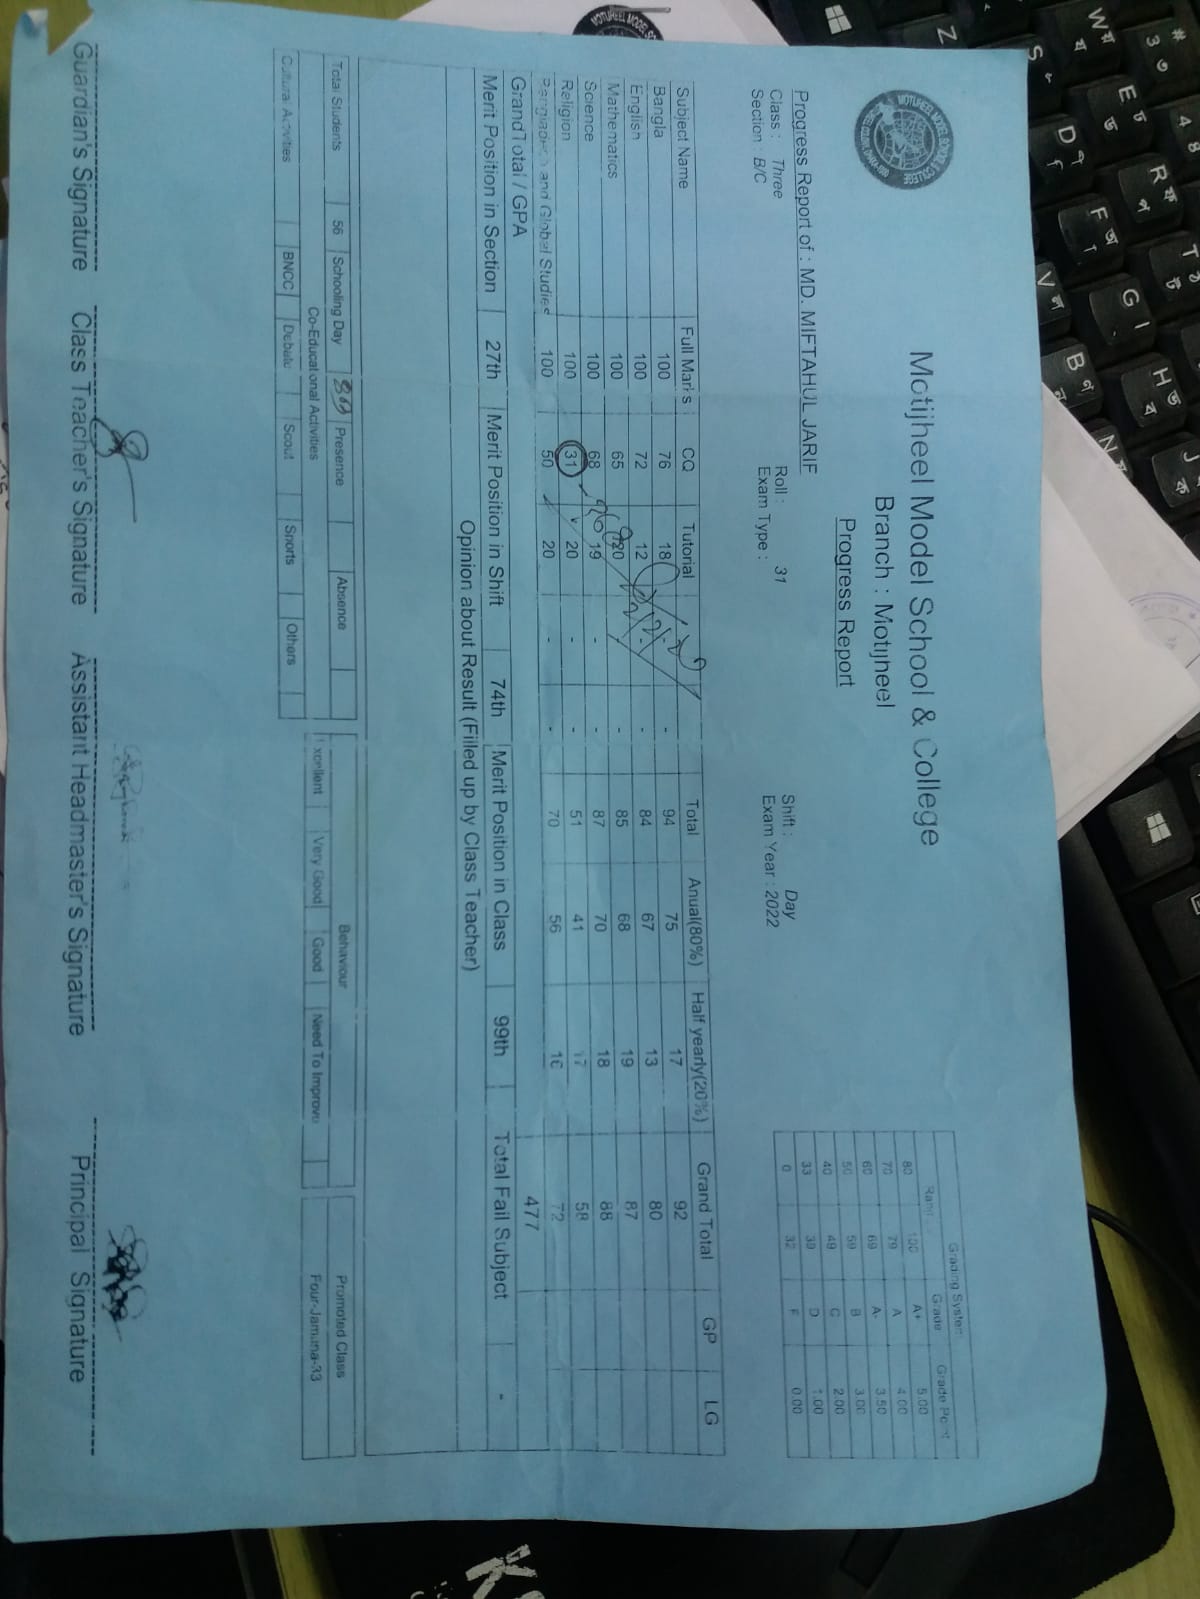 Motijheel Model School & College
Branch : Motijheel
Progress Report
Progress Report of : MD. MIFTAHUL JARIF
Class : Three Roll : 31 Shift : Day
Section : B/C Exam Type : Exam Year : 2022
Grading System
Range Grade Grade Point
80 100 A+ 5.00
70 79 A 4.00
60 69 A- 3.50
50 59 B 3.00
40 49 C 2.00
33 39 D 1.00
0 32 F 0.00
Subject Name Full Marks CQ Tutorial Total Anual(80%) Half yearly(20%) Grand Total GP LG
Bangla 100 76 18 - 94 75 17 92
English 100 72 12 - - 84 67 13 80
Mathematics 100 65 20 - 85 68 19 87
Science 100 68 19 - - 87 70 18 88
Religion 100 31 20 - - 51 41 17 58
Bangladesh and Global Studies 100 50 20 - - 70 56 16 72
Grand Total / GPA 477
Merit Position in Section 27th Merit Position in Shift 74th Merit Position in Class 99th Total Fail Subject -
Opinion about Result (Filled up by Class Teacher)
Total Students 56 Schooling Day Presence Absence Behaviour Promoted Class
Co-Educational Activities Excellent Very Good Good Need To Improve Four-Jamuna-33
Cultural Activities BNCC Debate Scout Sports Others
Guardian's Signature Class Teacher's Signature Assistant Headmaster's Signature Principal Signature